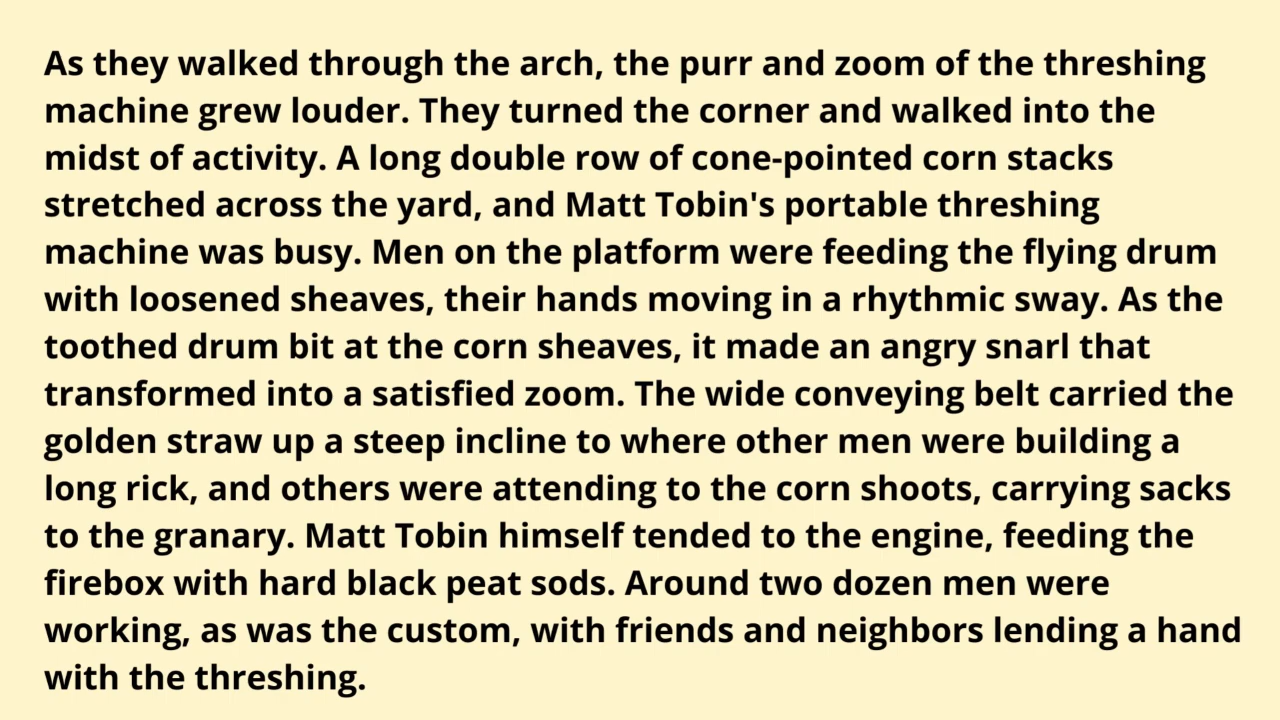 As they walked through the arch, the purr and zoom of the threshing
machine grew louder. They turned the corner and walked into the
midst of activity. A long double row of cone-pointed corn stacks
stretched across the yard, and Matt Tobin's portable threshing
machine was busy. Men on the platform were feeding the flying drum
with loosened sheaves, their hands moving in a rhythmic sway. As the
toothed drum bit at the corn sheaves, it made an angry snarl that
transformed into a satisfied zoom. The wide conveying belt carried the
golden straw up a steep incline to where other men were building a
long rick, and others were attending to the corn shoots, carrying sacks
to the granary. Matt Tobin himself tended to the engine, feeding the
firebox with hard black peat sods. Around two dozen men were
working, as was the custom, with friends and neighbors lending a hand
with the threshing.